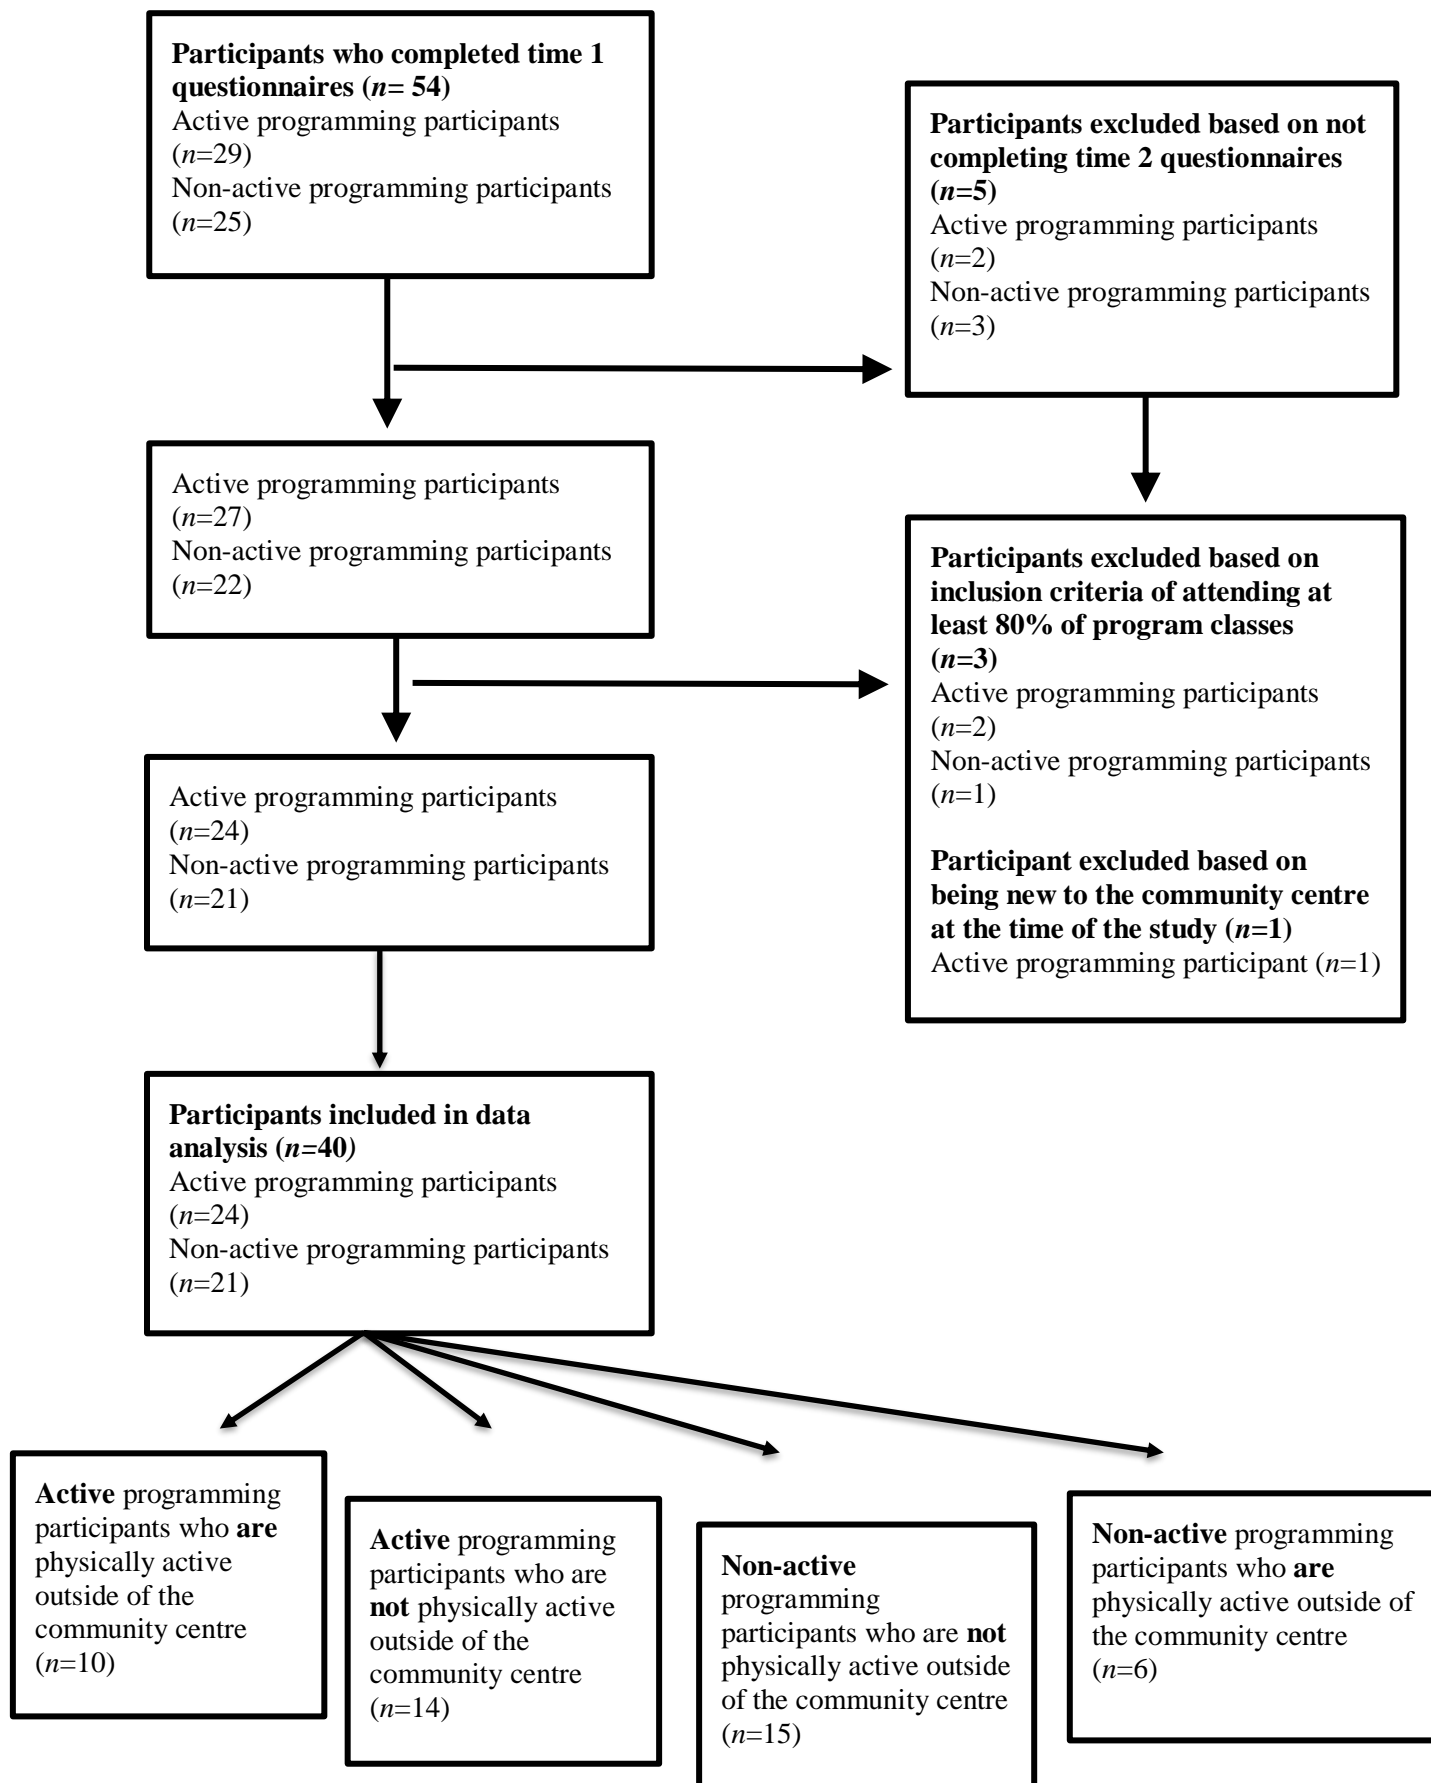 Participants who completed time 1
questionnaires (n= 54)
Active programming participants
(n=29)
Non-active programming participants
(n=25)
Participants excluded based on not
completing time 2 questionnaires
(n=5)
Active programming participants
(n=2)
Non-active programming participants
(n=3)
Active programming participants
(n=27)
Non-active programming participants
(n=22)
Participants excluded based on
inclusion criteria of attending at
least 80% of program classes
(n=3)
Active programming participants
(n=2)
Non-active programming participants
(n=1)
Participant excluded based on
being new to the community centre
at the time of the study (n=1)
Active programming participant (n=1)
Active programming participants
(n=24)
Non-active programming participants
(n=21)
Participants included in data
analysis (n=40)
Active programming participants
(n=24)
Non-active programming participants
(n=21)
Active programming
participants who are
physically active
outside of the
community centre
(n=10)
Active programming
participants who are
not physically active
outside of the
community centre
(n=14)
Non-active
programming
participants who are not
physically active outside
of the community centre
(n=15)
Non-active programming
participants who are
physically active outside of
the community centre
(n=6)